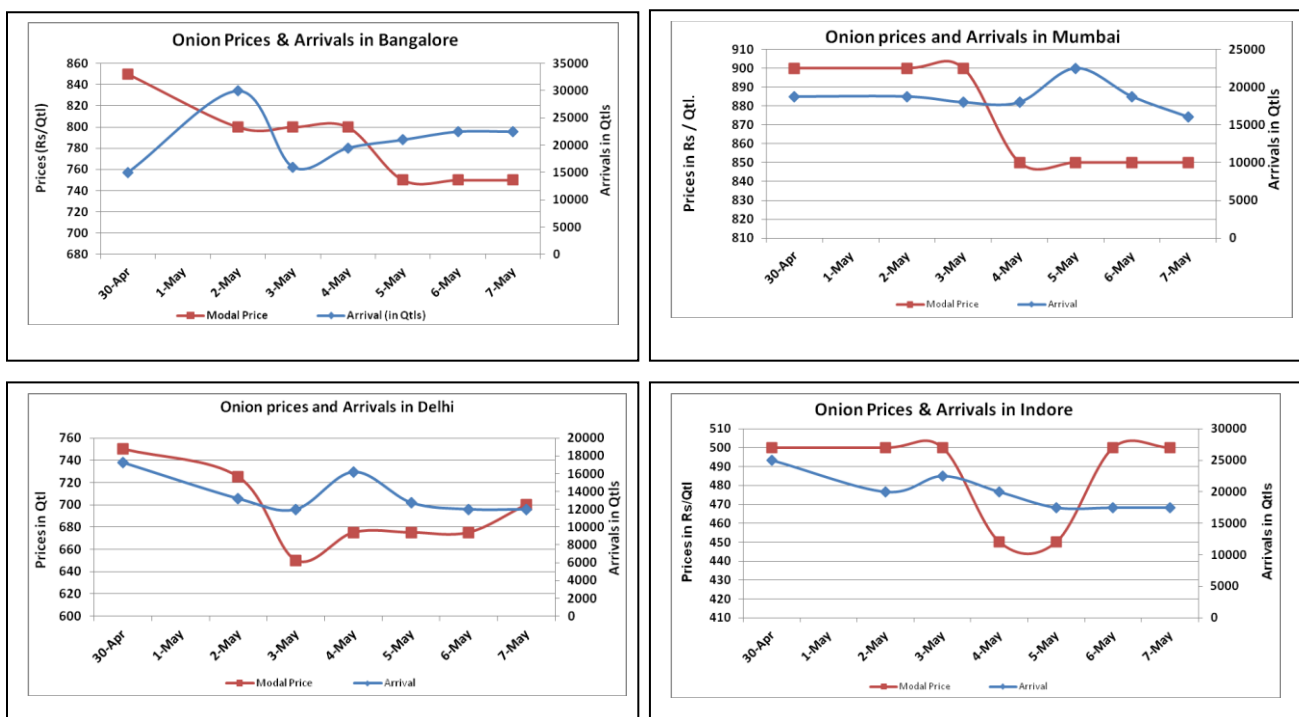 Onion Prices & Arrivals in Bangalore
Prices (Rs/Qtl)
860
840
820
800
780
760
740
720
700
680
35000
30000
25000
20000
15000
10000
5000
0
Arrivals in Qtls
30-Apr
1-May
2-May
3-May
4-May
5-May
6-May
7-May
Modal Price
Arrival (in Qtls)
Onion prices and Arrivals in Mumbai
Prices in Rs / Qtl.
910
900
890
880
870
860
850
840
830
820
810
25000
20000
15000
10000
5000
0
Arrivals in Qtls
30-Apr
1-May
2-May
3-May
4-May
5-May
6-May
7-May
Modal Price
Arrival
Onion prices and Arrivals in Delhi
Prices in Qtl
760
740
720
700
680
660
640
620
600
20000
18000
16000
14000
12000
10000
8000
6000
4000
2000
0
Arrivals in Qtls
30-Apr
1-May
2-May
3-May
4-May
5-May
6-May
7-May
Modal Price
Arrival
Onion Prices & Arrivals in Indore
Prices in Rs/Qtl
510
500
490
480
470
460
450
440
430
420
410
30000
25000
20000
15000
10000
5000
0
Arrivals in Qtls
30-Apr
1-May
2-May
3-May
4-May
5-May
6-May
7-May
Modal Price
Arrival